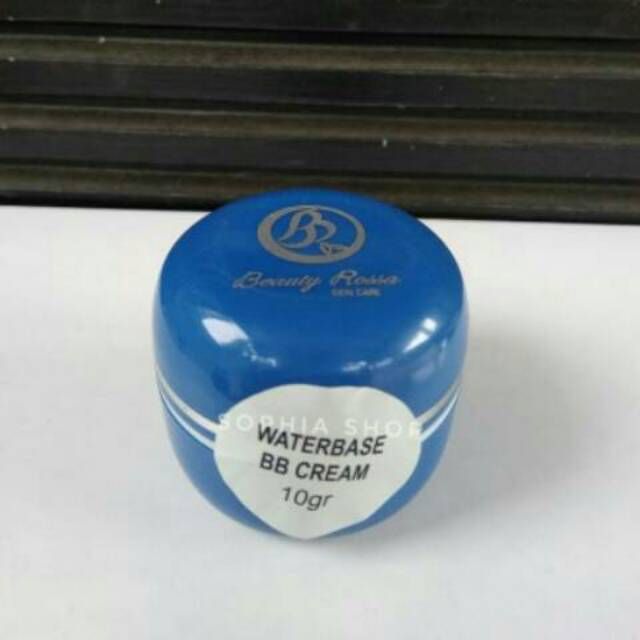 BR
Beauty Rossa
SKIN CARE
SOPHIA SHOP
WATERBASE
BB CREAM
10gr